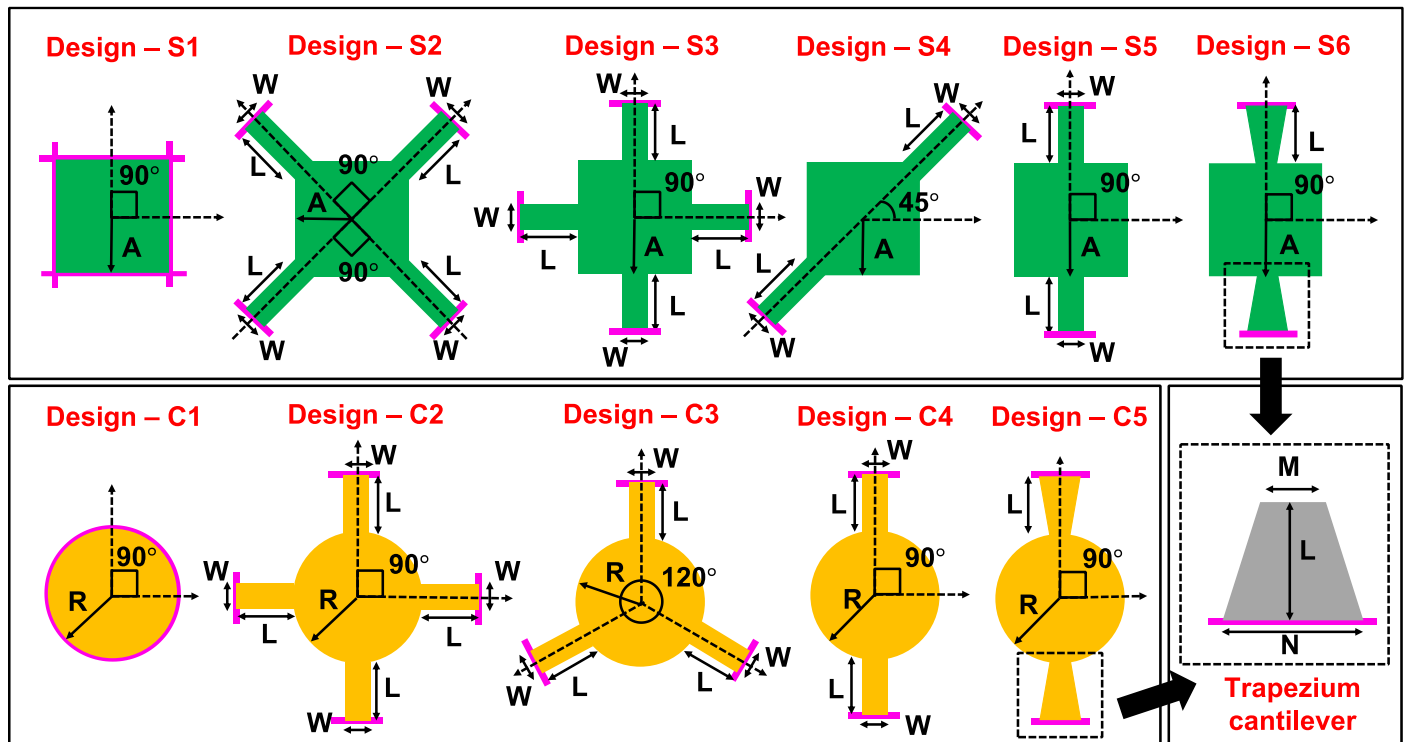 Design – S1
Design – S2
Design – S3
Design – S4
Design – S5
Design – S6
90°
A
W
W
L
L
90°
A
90°
L
L
W
W
W
L
90°
W
W
A
L
L
L
W
W
L
45°
A
L
W
W
L
90°
A
L
W
L
90°
A
Design – C1
Design – C2
Design – C3
Design – C4
Design – C5
90°
R
W
L
W
90°
W
R
L
L
L
W
W
L
R
120°
W
W
L
L
W
L
90°
R
L
W
L
90°
R
M
L
N
Trapezium
cantilever